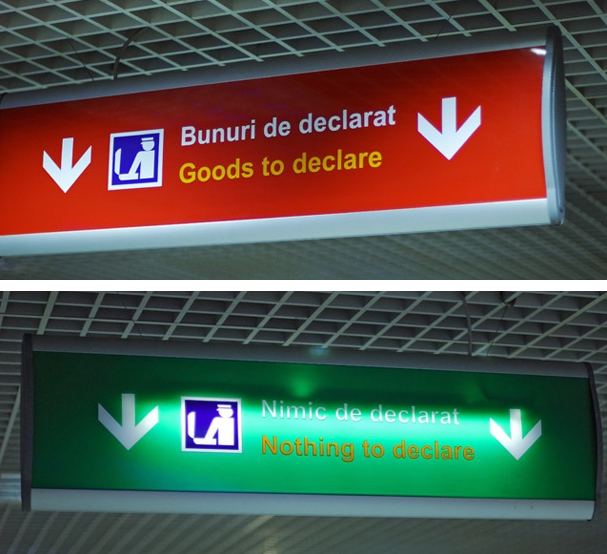 Bunuri de declarat
Goods to declare
Nimic de declarat
Nothing to declare